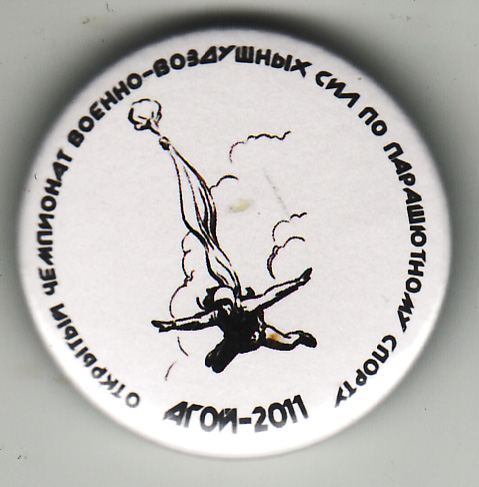 ОТКРЫТЫЙ ЧЕМПИОНАТ ВОЕННО-ВОЗДУШНЫХ СИЛ ПО ПАРАШЮТНОМУ СПОРТУ
АГОЙ-2011